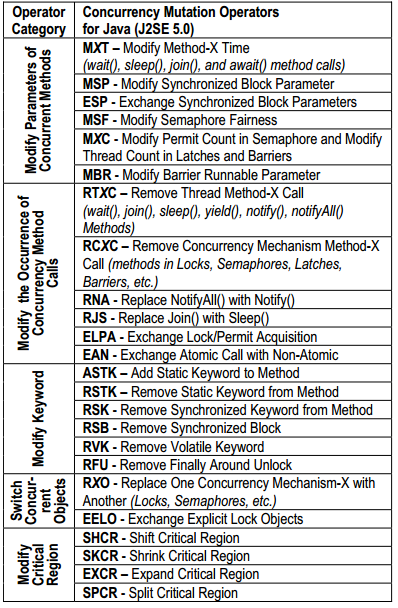 Operator Category
Concurrency Mutation Operators
for Java (J2SE 5.0)
Modify Parameters of
Concurrent Methods
MXT – Modify Method-X Time
(wait(), sleep(), join(), and await() method calls)
MSP - Modify Synchronized Block Parameter
ESP - Exchange Synchronized Block Parameters
MSF - Modify Semaphore Fairness
MXC - Modify Permit Count in Semaphore and Modify
Thread Count in Latches and Barriers
MBR - Modify Barrier Runnable Parameter
Modify the Occurrence of
Concurrency Method
Calls
RTXC – Remove Thread Method-X Call
(wait(), join(), sleep(), yield(), notify(), notifyAll()
Methods)
RCXC – Remove Concurrency Mechanism Method-X
Call (methods in Locks, Semaphores, Latches,
Barriers, etc.)
RNA - Replace NotifyAll() with Notify()
RJS - Replace Join() with Sleep()
ELPA - Exchange Lock/Permit Acquisition
EAN - Exchange Atomic Call with Non-Atomic
Modify Keyword
ASTK – Add Static Keyword to Method
RSTK – Remove Static Keyword from Method
RSK - Remove Synchronized Keyword from Method
RSB - Remove Synchronized Block
RVK - Remove Volatile Keyword
RFU - Remove Finally Around Unlock
Switch
Concur-
rent
Objects
RXO - Replace One Concurrency Mechanism-X with
Another (Locks, Semaphores, etc.)
EELO - Exchange Explicit Lock Objects
Modify
Critical
Region
SHCR - Shift Critical Region
SKCR - Shrink Critical Region
EXCR – Expand Critical Region
SPCR - Split Critical Region